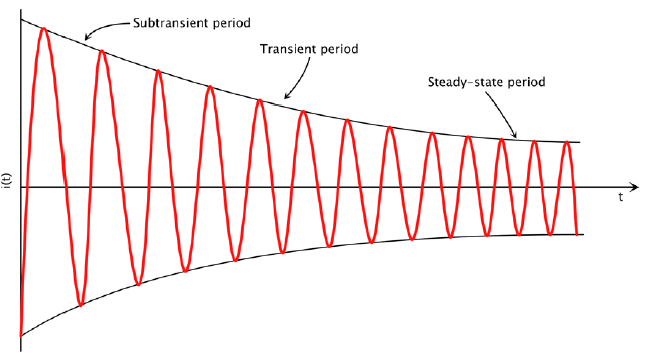 Subtransient period
Transient period
Steady-state period
i(t)
t